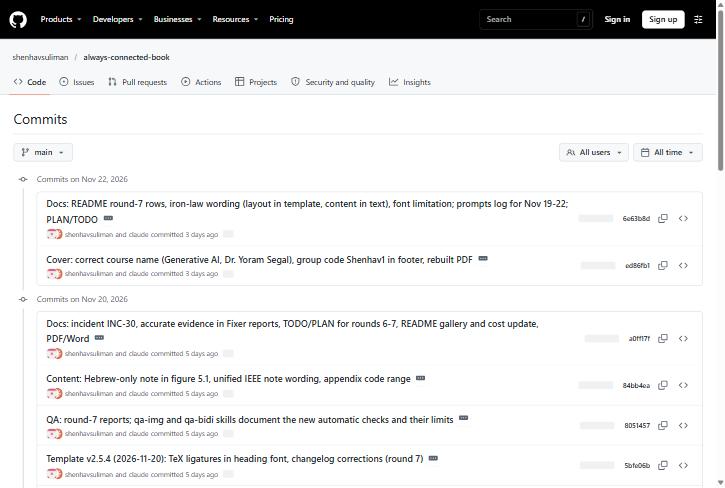 Products Developers Businesses Resources Pricing Search / Sign in Sign up
shenhavsuliman / always-connected-book
Code Issues Pull requests Actions Projects Security and quality Insights
Commits
main All users All time
Commits on Nov 22, 2026
Docs: README round-7 rows, iron-law wording (layout in template, content in text), font limitation; prompts log for Nov 19-22;
PLAN/TODO
6e63b8d
shenhavsuliman and claude committed 3 days ago
Cover: correct course name (Generative AI, Dr. Yoram Segal), group code Shenhav1 in footer, rebuilt PDF
ed86fb1
shenhavsuliman and claude committed 3 days ago
Commits on Nov 20, 2026
Docs: incident INC-30, accurate evidence in Fixer reports, TODO/PLAN for rounds 6-7, README gallery and cost update,
PDF/Word
a0ff17f
shenhavsuliman and claude committed 5 days ago
Content: Hebrew-only note in figure 5.1, unified IEEE note wording, appendix code range
84bb4ea
shenhavsuliman and claude committed 5 days ago
QA: round-7 reports; qa-img and qa-bidi skills document the new automatic checks and their limits
8051457
shenhavsuliman and claude committed 5 days ago
Template v2.5.4 (2026-11-20): TeX ligatures in heading font, changelog corrections (round 7)
5bfe06b
shenhavsuliman and claude committed 5 days ago